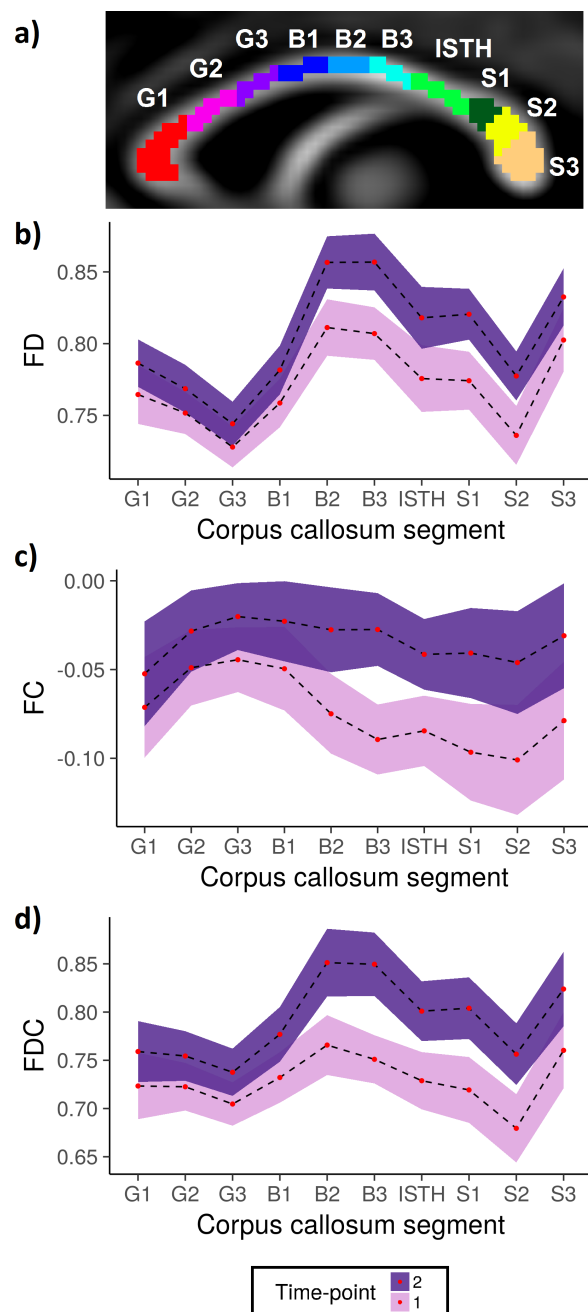 a)
G1 G2 G3 B1 B2 B3 ISTH S1 S2 S3
b)
FD
0.85
0.80
0.75
G1 G2 G3 B1 B2 B3 ISTH S1 S2 S3
Corpus callosum segment
c)
FC
0.00
-0.05
-0.10
G1 G2 G3 B1 B2 B3 ISTH S1 S2 S3
Corpus callosum segment
d)
FDC
0.85
0.80
0.75
0.70
0.65
G1 G2 G3 B1 B2 B3 ISTH S1 S2 S3
Corpus callosum segment
Time-point
2
1